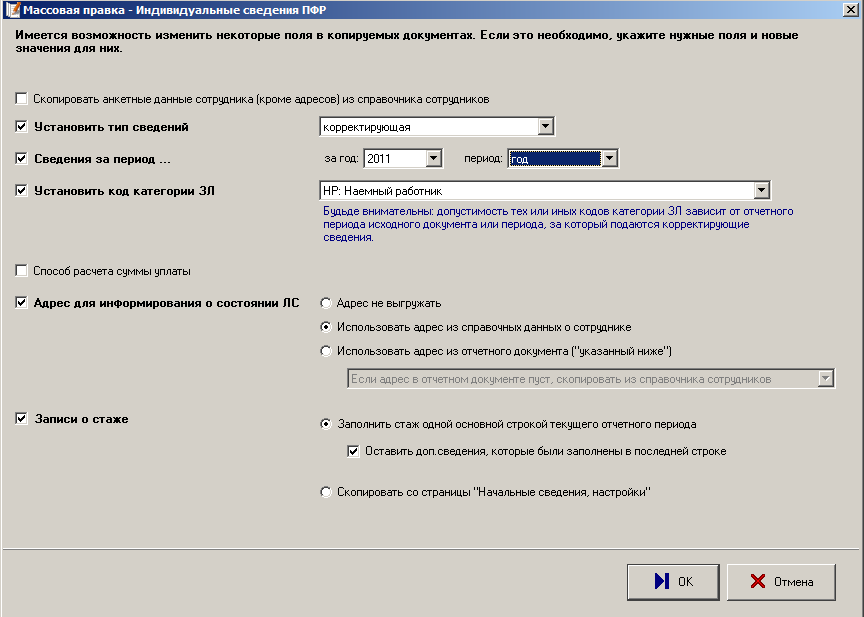 Массовая правка - Индивидуальные сведения ПФР
Имеется возможность изменить некоторые поля в копируемых документах. Если это необходимо, укажите нужные поля и новые
значения для них.
Скопировать анкетные данные сотрудника (кроме адресов) из справочника сотрудников
Установить тип сведений
корректирующая
Сведения за период ...
за год: 2011
период: год
Установить код категории ЗЛ
НР: Наемный работник
Будьде внимательны: допустимость тех или иных кодов категории ЗЛ зависит от отчетного
периода исходного документа или периода, за который подаются корректирующие
сведения.
Способ расчета суммы уплаты
Адрес для информирования о состоянии ЛС
Адрес не выгружать
Использовать адрес из справочных данных о сотруднике
Использовать адрес из отчетного документа ("указанный ниже")
Если адрес в отчетном документе пуст, скопировать из справочника сотрудников
Записи о стаже
Заполнить стаж одной основной строкой текущего отчетного периода
Оставить доп.сведения, которые были заполнены в последней строке
Скопировать со страницы "Начальные сведения, настройки"
ОК
Отмена